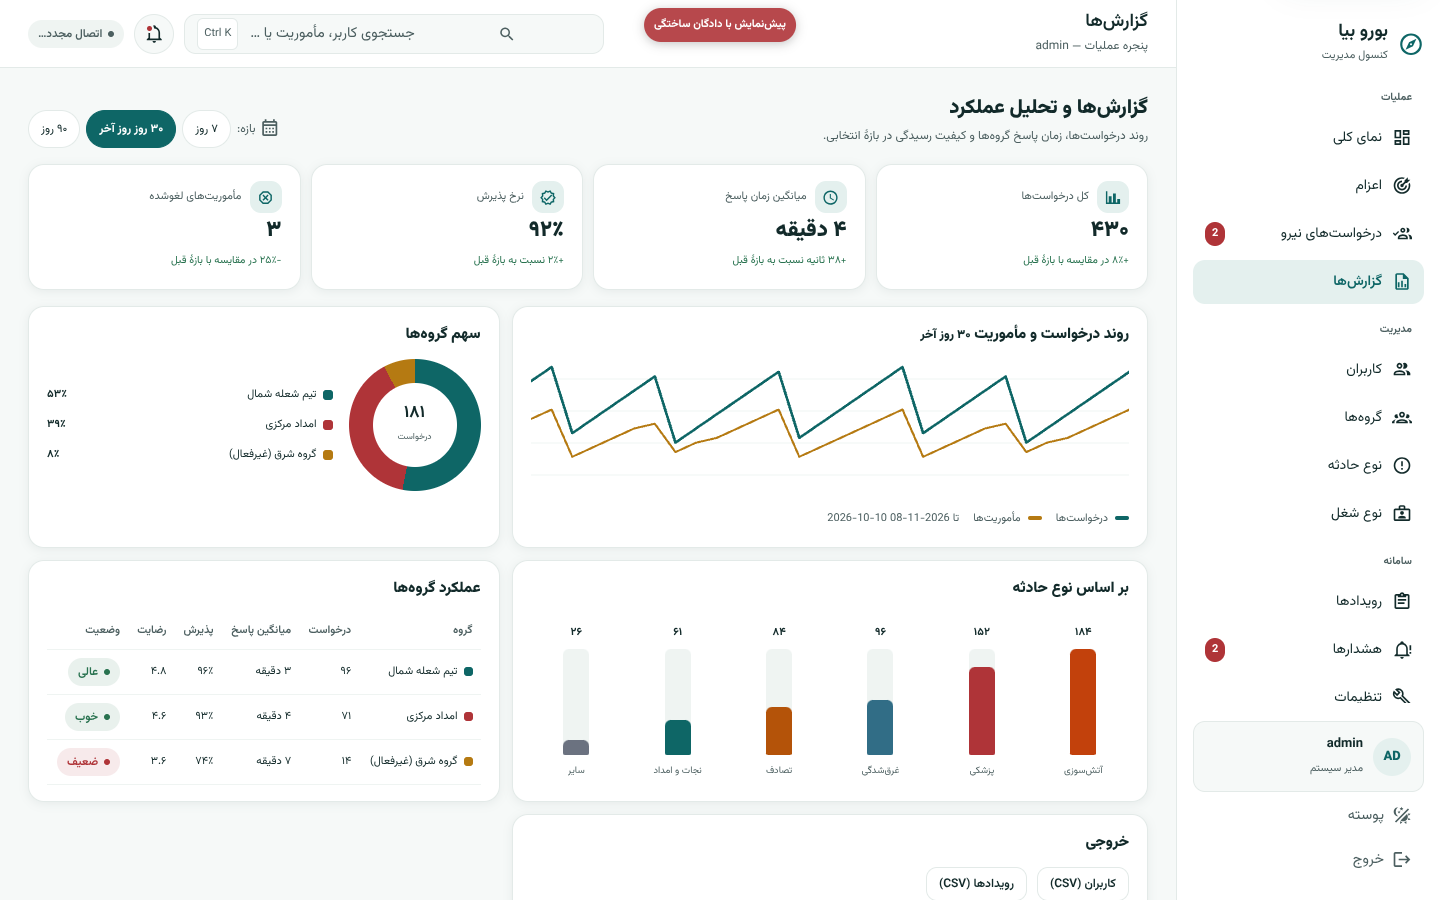 بورو بیا
کنسول مدیریت
عملیات
نمای کلی
اعزام
درخواست‌های نیرو
2
گزارش‌ها
مدیریت
کاربران
گروه‌ها
نوع حادثه
نوع شغل
سامانه
رویدادها
هشدارها
2
تنظیمات
AD
admin
مدیر سیستم
پوسته
خروج
گزارش‌ها
پنجره عملیات — admin
پیش‌نمایش با دادگان ساختگی
جستجوی کاربر، مأموریت یا ...
Ctrl K
اتصال مجدد...
گزارش‌ها و تحلیل عملکرد
روند درخواست‌ها، زمان پاسخ گروه‌ها و کیفیت رسیدگی در بازهٔ انتخابی.
بازه:
۷ روز
۳۰ روز روز آخر
۹۰ روز
کل درخواست‌ها
۴۳۰
+۸٪ در مقایسه با بازهٔ قبل
میانگین زمان پاسخ
۴ دقیقه
+۳۸ ثانیه نسبت به بازهٔ قبل
نرخ پذیرش
۹۲٪
+۲٪ نسبت به بازهٔ قبل
مأموریت‌های لغوشده
۳
−۲۵٪ در مقایسه با بازهٔ قبل
روند درخواست و مأموریت ۳۰ روز آخر
درخواست‌ها
مأموریت‌ها
2026-10-10 تا 2026-11-08
سهم گروه‌ها
۱۸۱
درخواست
تیم شعله شمال ۵۳٪
امداد مرکزی ۳۹٪
گروه شرق (غیرفعال) ۸٪
بر اساس نوع حادثه
۱۸۴ ۱۵۲ ۹۶ ۸۴ ۶۱ ۲۶
آتش‌سوزی پزشکی غرق‌شدگی تصادف نجات و امداد سایر
عملکرد گروه‌ها
گروه درخواست میانگین پاسخ پذیرش رضایت وضعیت
تیم شعله شمال ۹۶ ۳ دقیقه ۹۶٪ ۴.۸ عالی
امداد مرکزی ۷۱ ۴ دقیقه ۹۳٪ ۴.۶ خوب
گروه شرق (غیرفعال) ۱۴ ۷ دقیقه ۷۴٪ ۳.۶ ضعیف
خروجی
کاربران (CSV)
رویدادها (CSV)